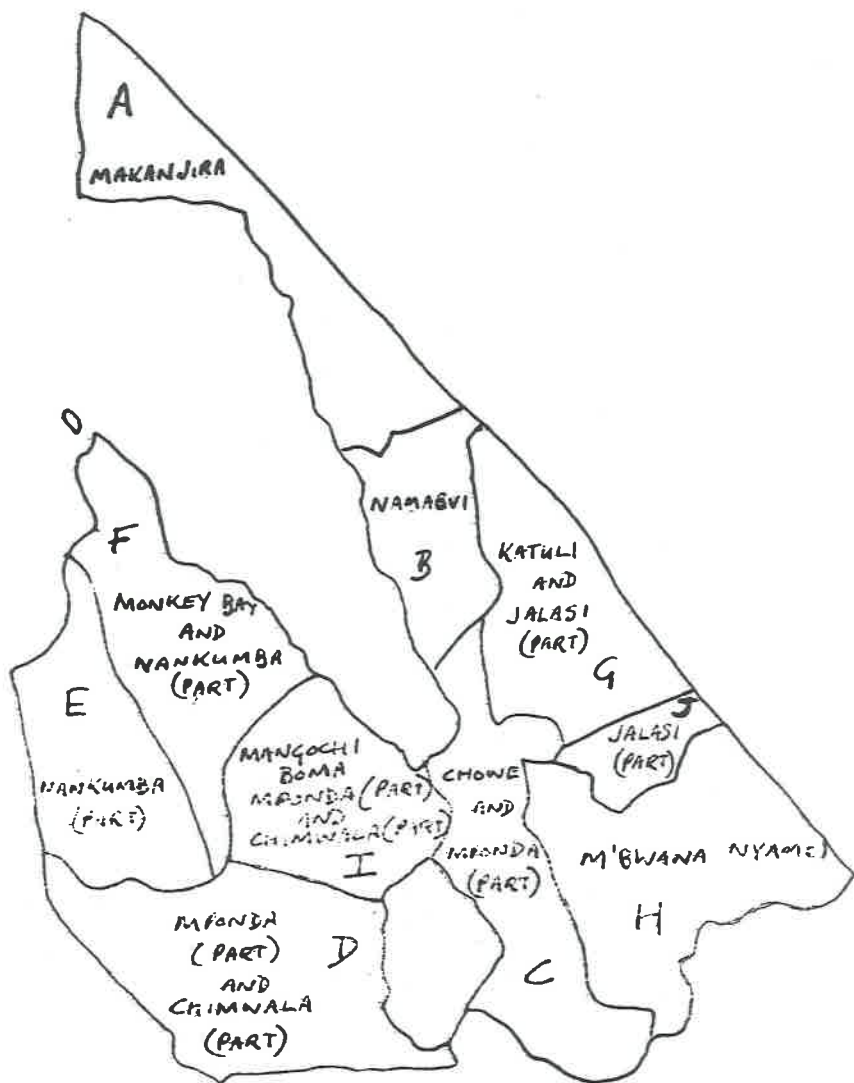 A
MAKANJIRA
O
F
MONKEY BAY
AND
NANKUMBA
(PART)
E
NANKUMBA
(PART)
NAMABVI
B
KATULI
AND
JALASI
(PART)
G
J
JALASI
(PART)
MANGOCHI
BOMA
MPONDA (PART)
AND
CHIMWALA (PART)
I
CHOWE
AND
MPONDA
(PART)
C
M'BWANA NYAMBI
H
MPONDA
(PART)
AND
CHIMWALA
(PART)
D